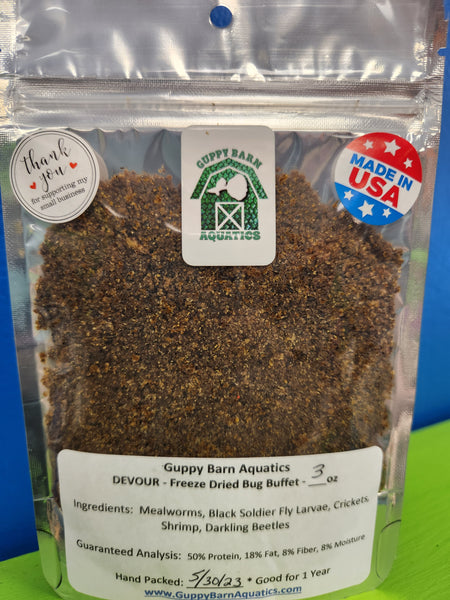 thank
you
for supporting my
small business
GUPPY BARN
AQUATICS
MADE IN
USA
Guppy Barn Aquatics
DEVOUR - Freeze Dried Bug Buffet - 3 oz
Ingredients: Mealworms, Black Soldier Fly Larvae, Crickets,
Shrimp, Darkling Beetles
Guaranteed Analysis: 50% Protein, 18% Fat, 8% Fiber, 8% Moisture
Hand Packed: 5/30/23 * Good for 1 Year
www.GuppyBarnAquatics.com